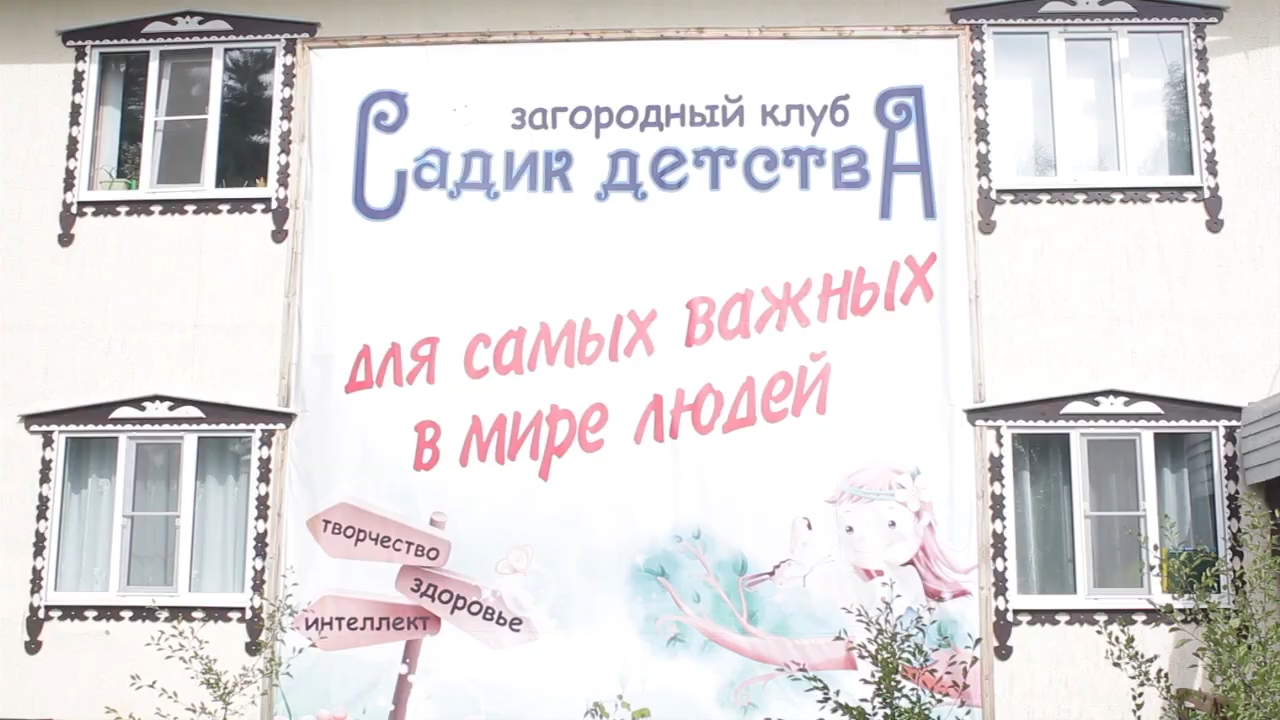 загородный клуб
Садик детствА
для самых важных
в мире людей
творчество
здоровье
интеллект